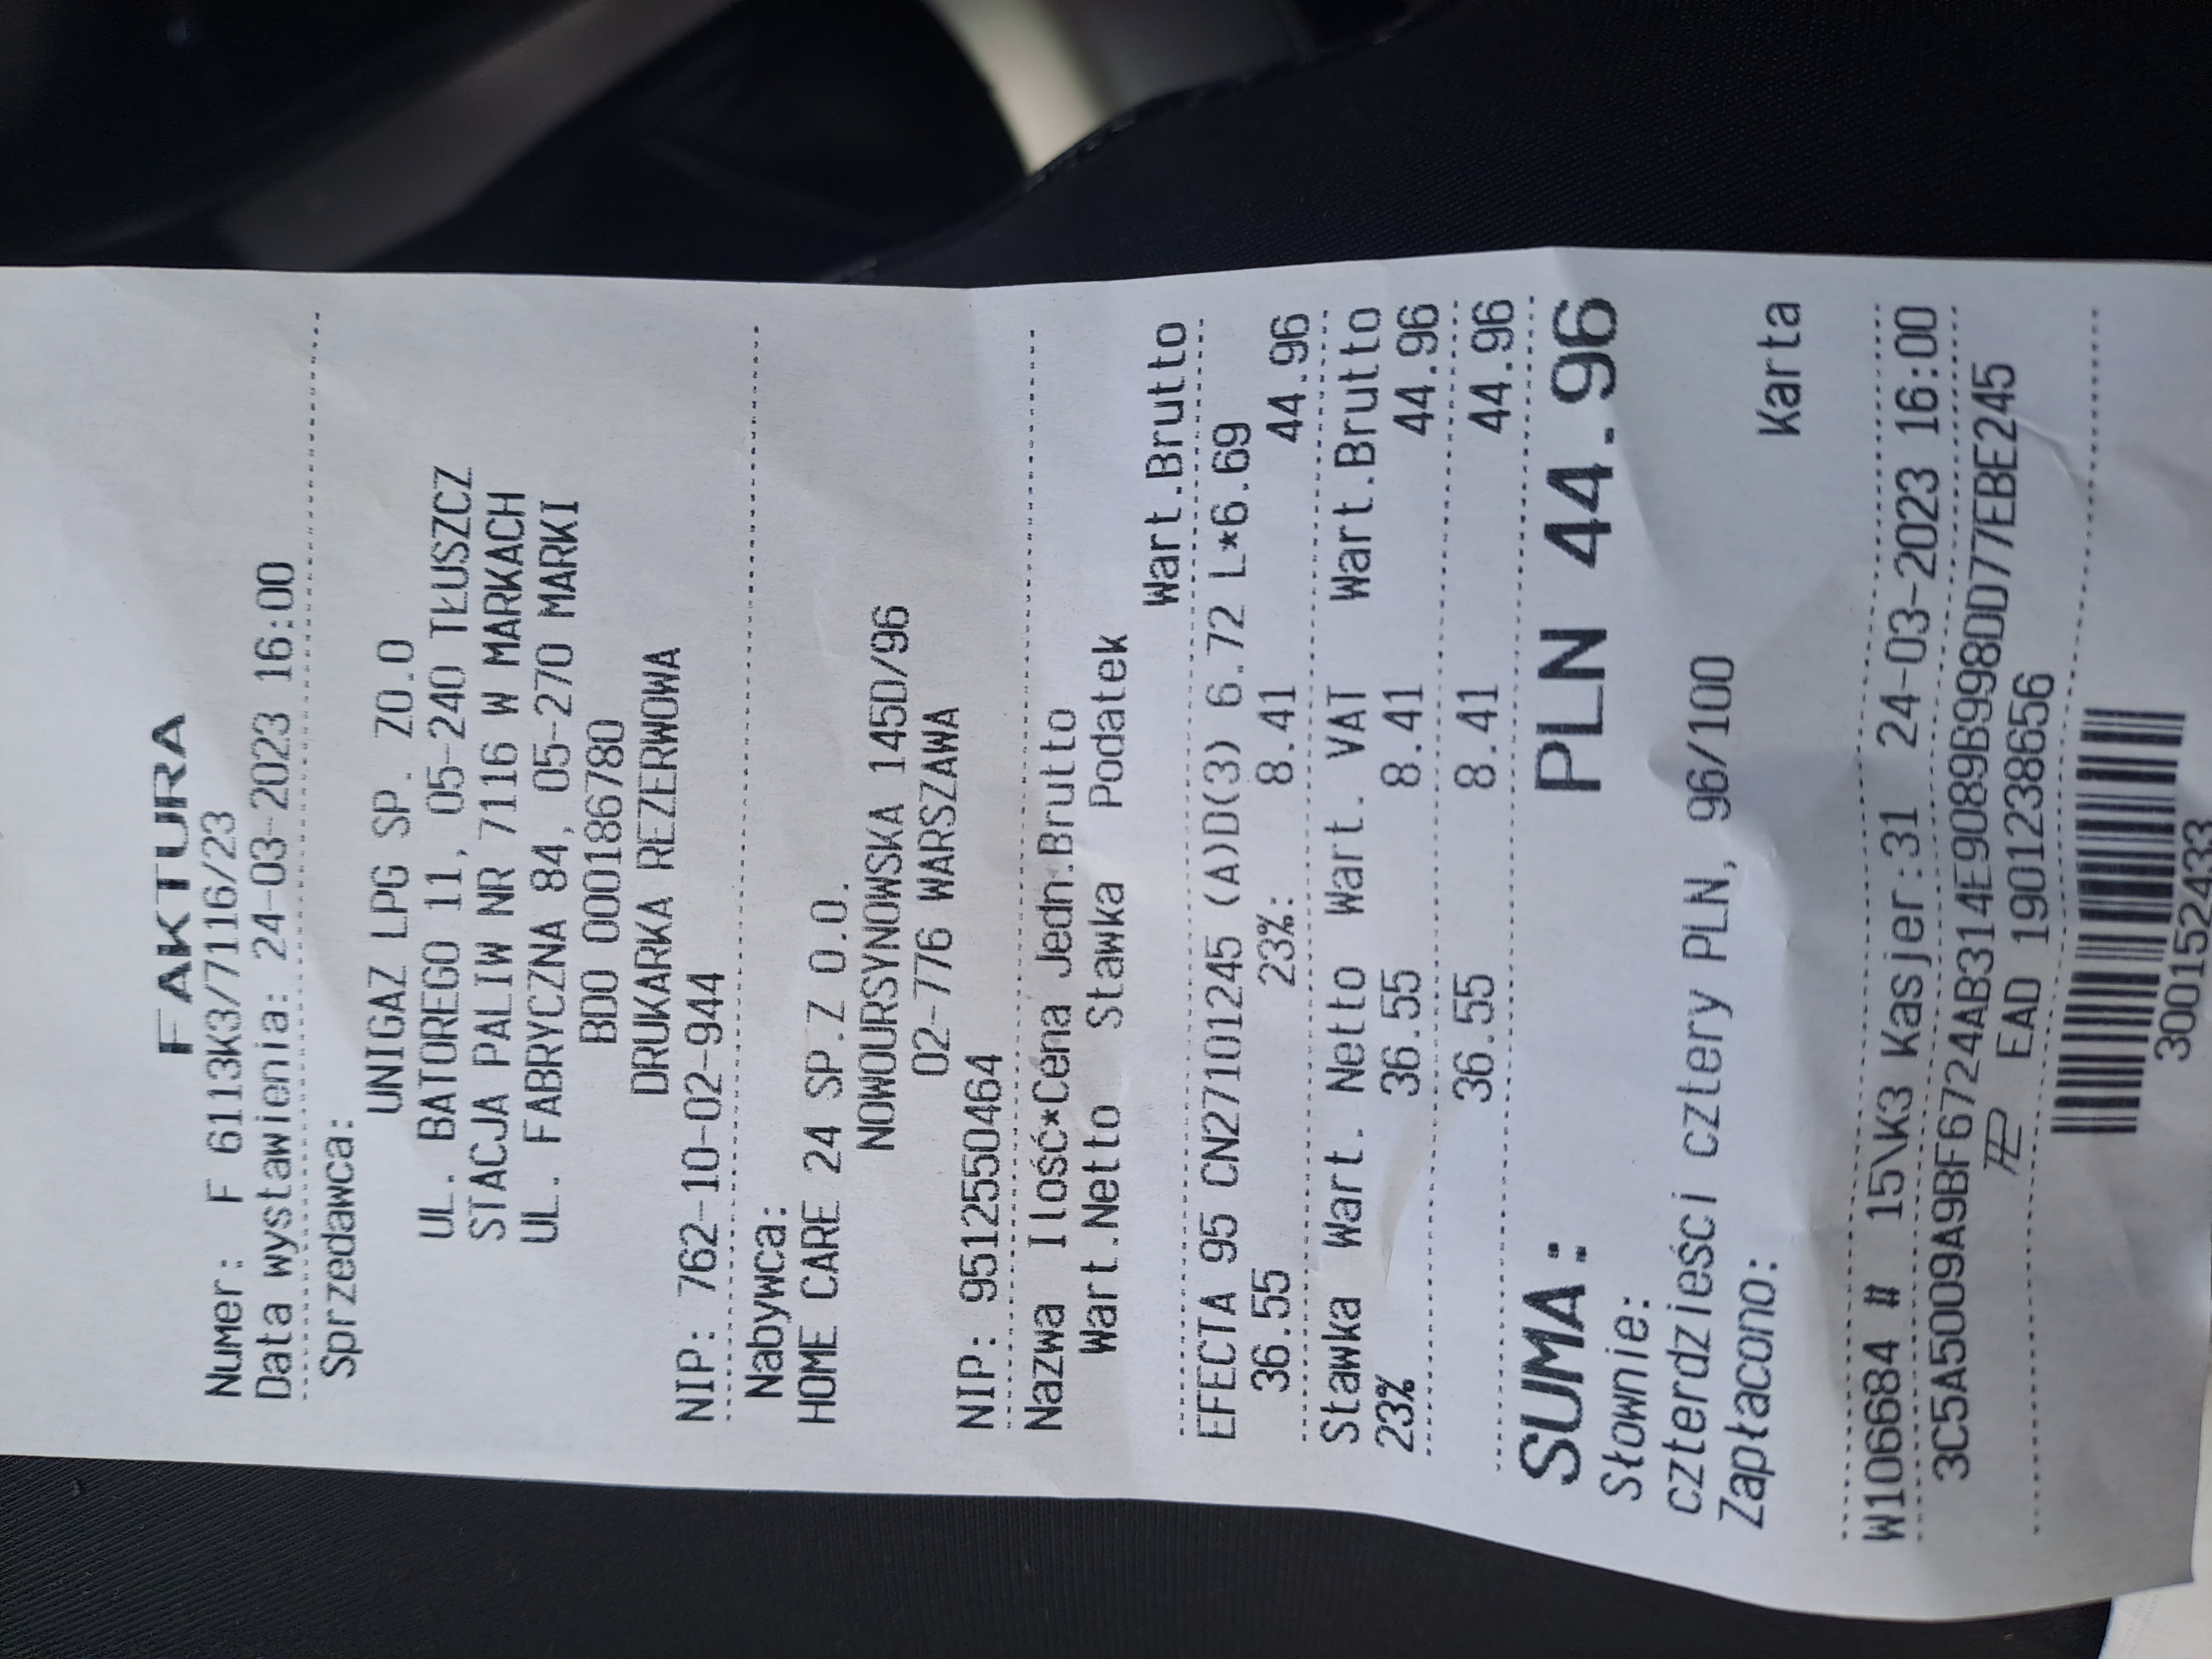 FAKTURA
Numer: F 6113K3/7116/23
Data wystawienia: 24-03-2023 16:00
Sprzedawca:
UNIGAZ LPG SP. ZO.O
UL. BATOREGO 11, 05-240 TŁUSZCZ
STACJA PALIW NR 7116 W MARKACH
UL. FABRYCZNA 84, 05-270 MARKI
BDO 000186780
DRUKARKA REZERWOWA
NIP: 762-10-02-944
Nabywca:
HOME CARE 24 SP.Z O.O.
NOWOURSYNOWSKA 145D/96
02-776 WARSZAWA
NIP: 9512550464
Nazwa Ilość*Cena Jedn.Brutto
Wart.Netto Stawka Podatek
Wart.Brutto
EFECTA 95 CN27101245 (A)D(3) 6.72 L*6.69
36.55 23%: 8.41 44.96
Stawka Wart. Netto Wart. VAT Wart.Brutto
23% 36.55 8.41 44.96
36.55 8.41 44.96
SUMA: PLN 44.96
Słownie:
czterdzieści cztery PLN, 96/100
Zapłacono:
Karta
W106684 # 15\K3 Kasjer:31 24-03-2023 16:00
3C5A5009A9BF6724AB314E9089B998DD77EBE245
EAD 1901238656
300152433